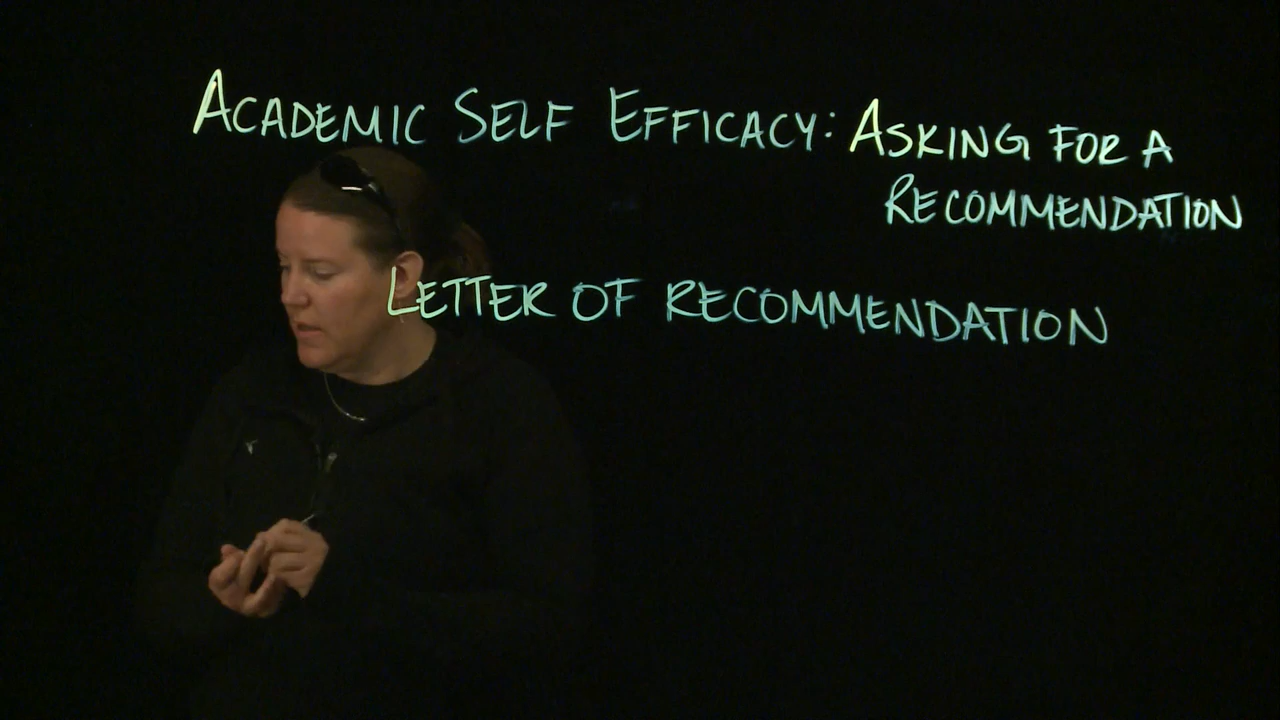 ACADEMIC SELF EFFICACY: ASKING FOR A
RECOMMENDATION
LETTER OF RECOMMENDATION